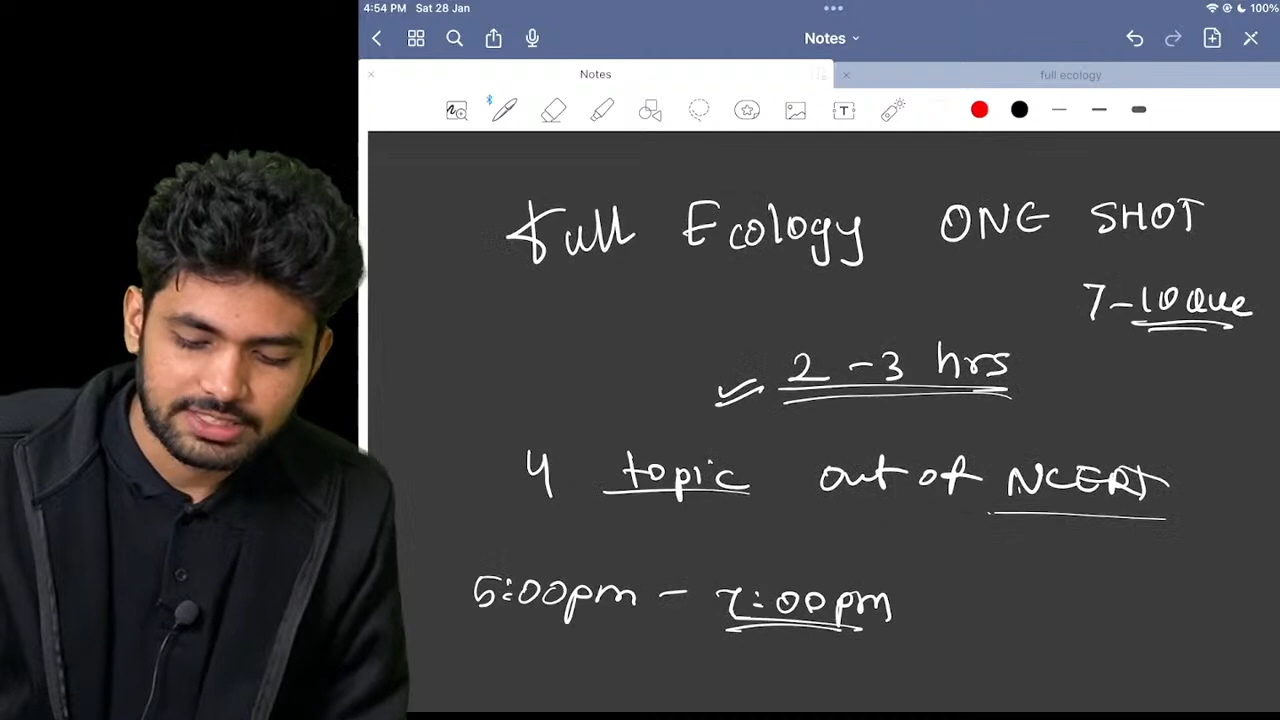 4:54 PM Sat 28 Jan 100%
Notes
Notes full ecology
T
Full Ecology ONE SHOT
7-10 Que
2-3 hrs
4 topic out of NCERT
5:00pm - 7:00pm